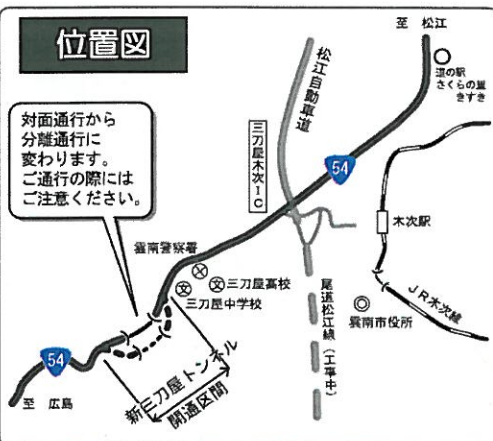 位置図
至 松江
道の駅
さくらの里
きすき
松江自動車道
対面通行から
分離通行に
変わります。
ご通行の際には
ご注意ください。
三刀屋木次IC
54
木次駅
雲南警察署
文 三刀屋高校
文 三刀屋中学校
尾道松江線(工事中)
JR木次線
雲南市役所
新三刀屋トンネル
開通区間
54
至 広島